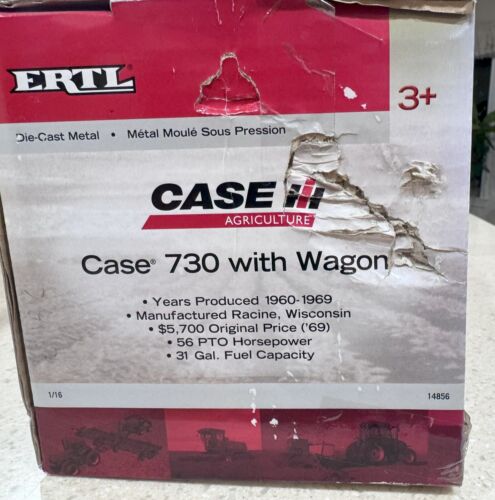 ERTL
3+
Die-Cast Metal • Métal Moulé Sous Pression
CASE IH
AGRICULTURE
Case® 730 with Wagon
• Years Produced 1960-1969
• Manufactured Racine, Wisconsin
• $5,700 Original Price ('69)
• 56 PTO Horsepower
• 31 Gal. Fuel Capacity
1/16
14856